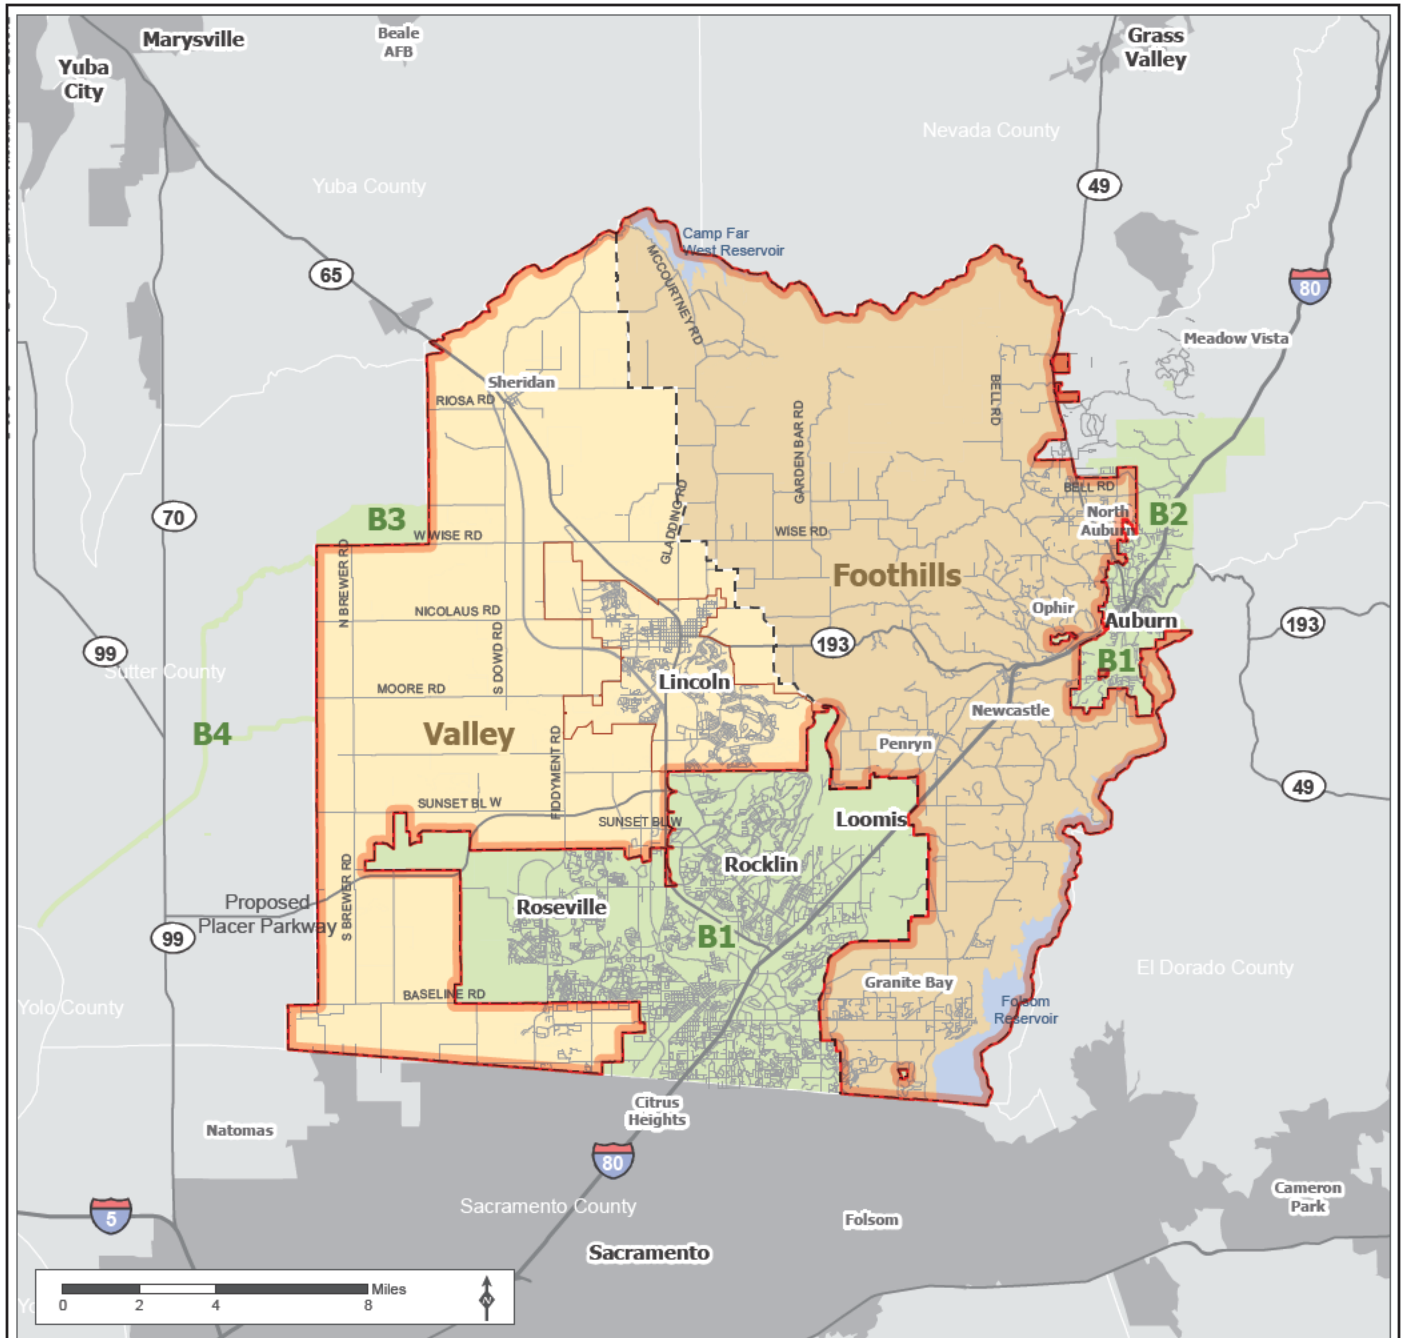 Marysville
Beale
AFB
Grass
Valley
Yuba
City
Nevada County
Yuba County
49
Camp Far
West Reservoir
65
80
MCCOURTNEY RD
Meadow Vista
Sheridan
RIOSA RD
BELL RD
GARDEN BAR RD
BELL RD
70
B3
W WISE RD
GLADDING RD
WISE RD
North
Auburn
B2
N BREWER RD
Foothills
NICOLAUS RD
Ophir
Auburn
193
193
99
Sutter County
S DOWD RD
B1
Lincoln
MOORE RD
Newcastle
B4
Valley
FIDDYMENT RD
Penryn
49
SUNSET BL W
SUNSET BL W
Loomis
Rocklin
S BREWER RD
Proposed
Placer Parkway
Roseville
99
B1
El Dorado County
Granite Bay
BASELINE RD
Yolo County
Folsom
Reservoir
Citrus
Heights
Natomas
80
Cameron
Park
Sacramento County
5
Folsom
Sacramento
Miles
0 2 4 8
N